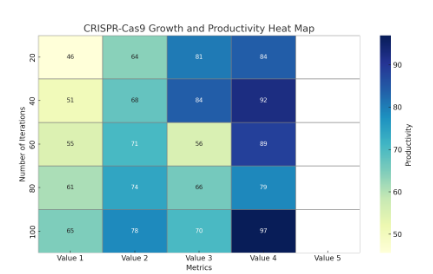 CRISPR-Cas9 Growth and Productivity Heat Map
Number of Iterations
20 46 64 81 84
40 51 68 84 92
60 55 71 56 89
80 61 74 66 79
100 65 78 70 97
Value 1 Value 2 Value 3 Value 4 Value 5
Metrics
90
80
70
60
50
Productivity